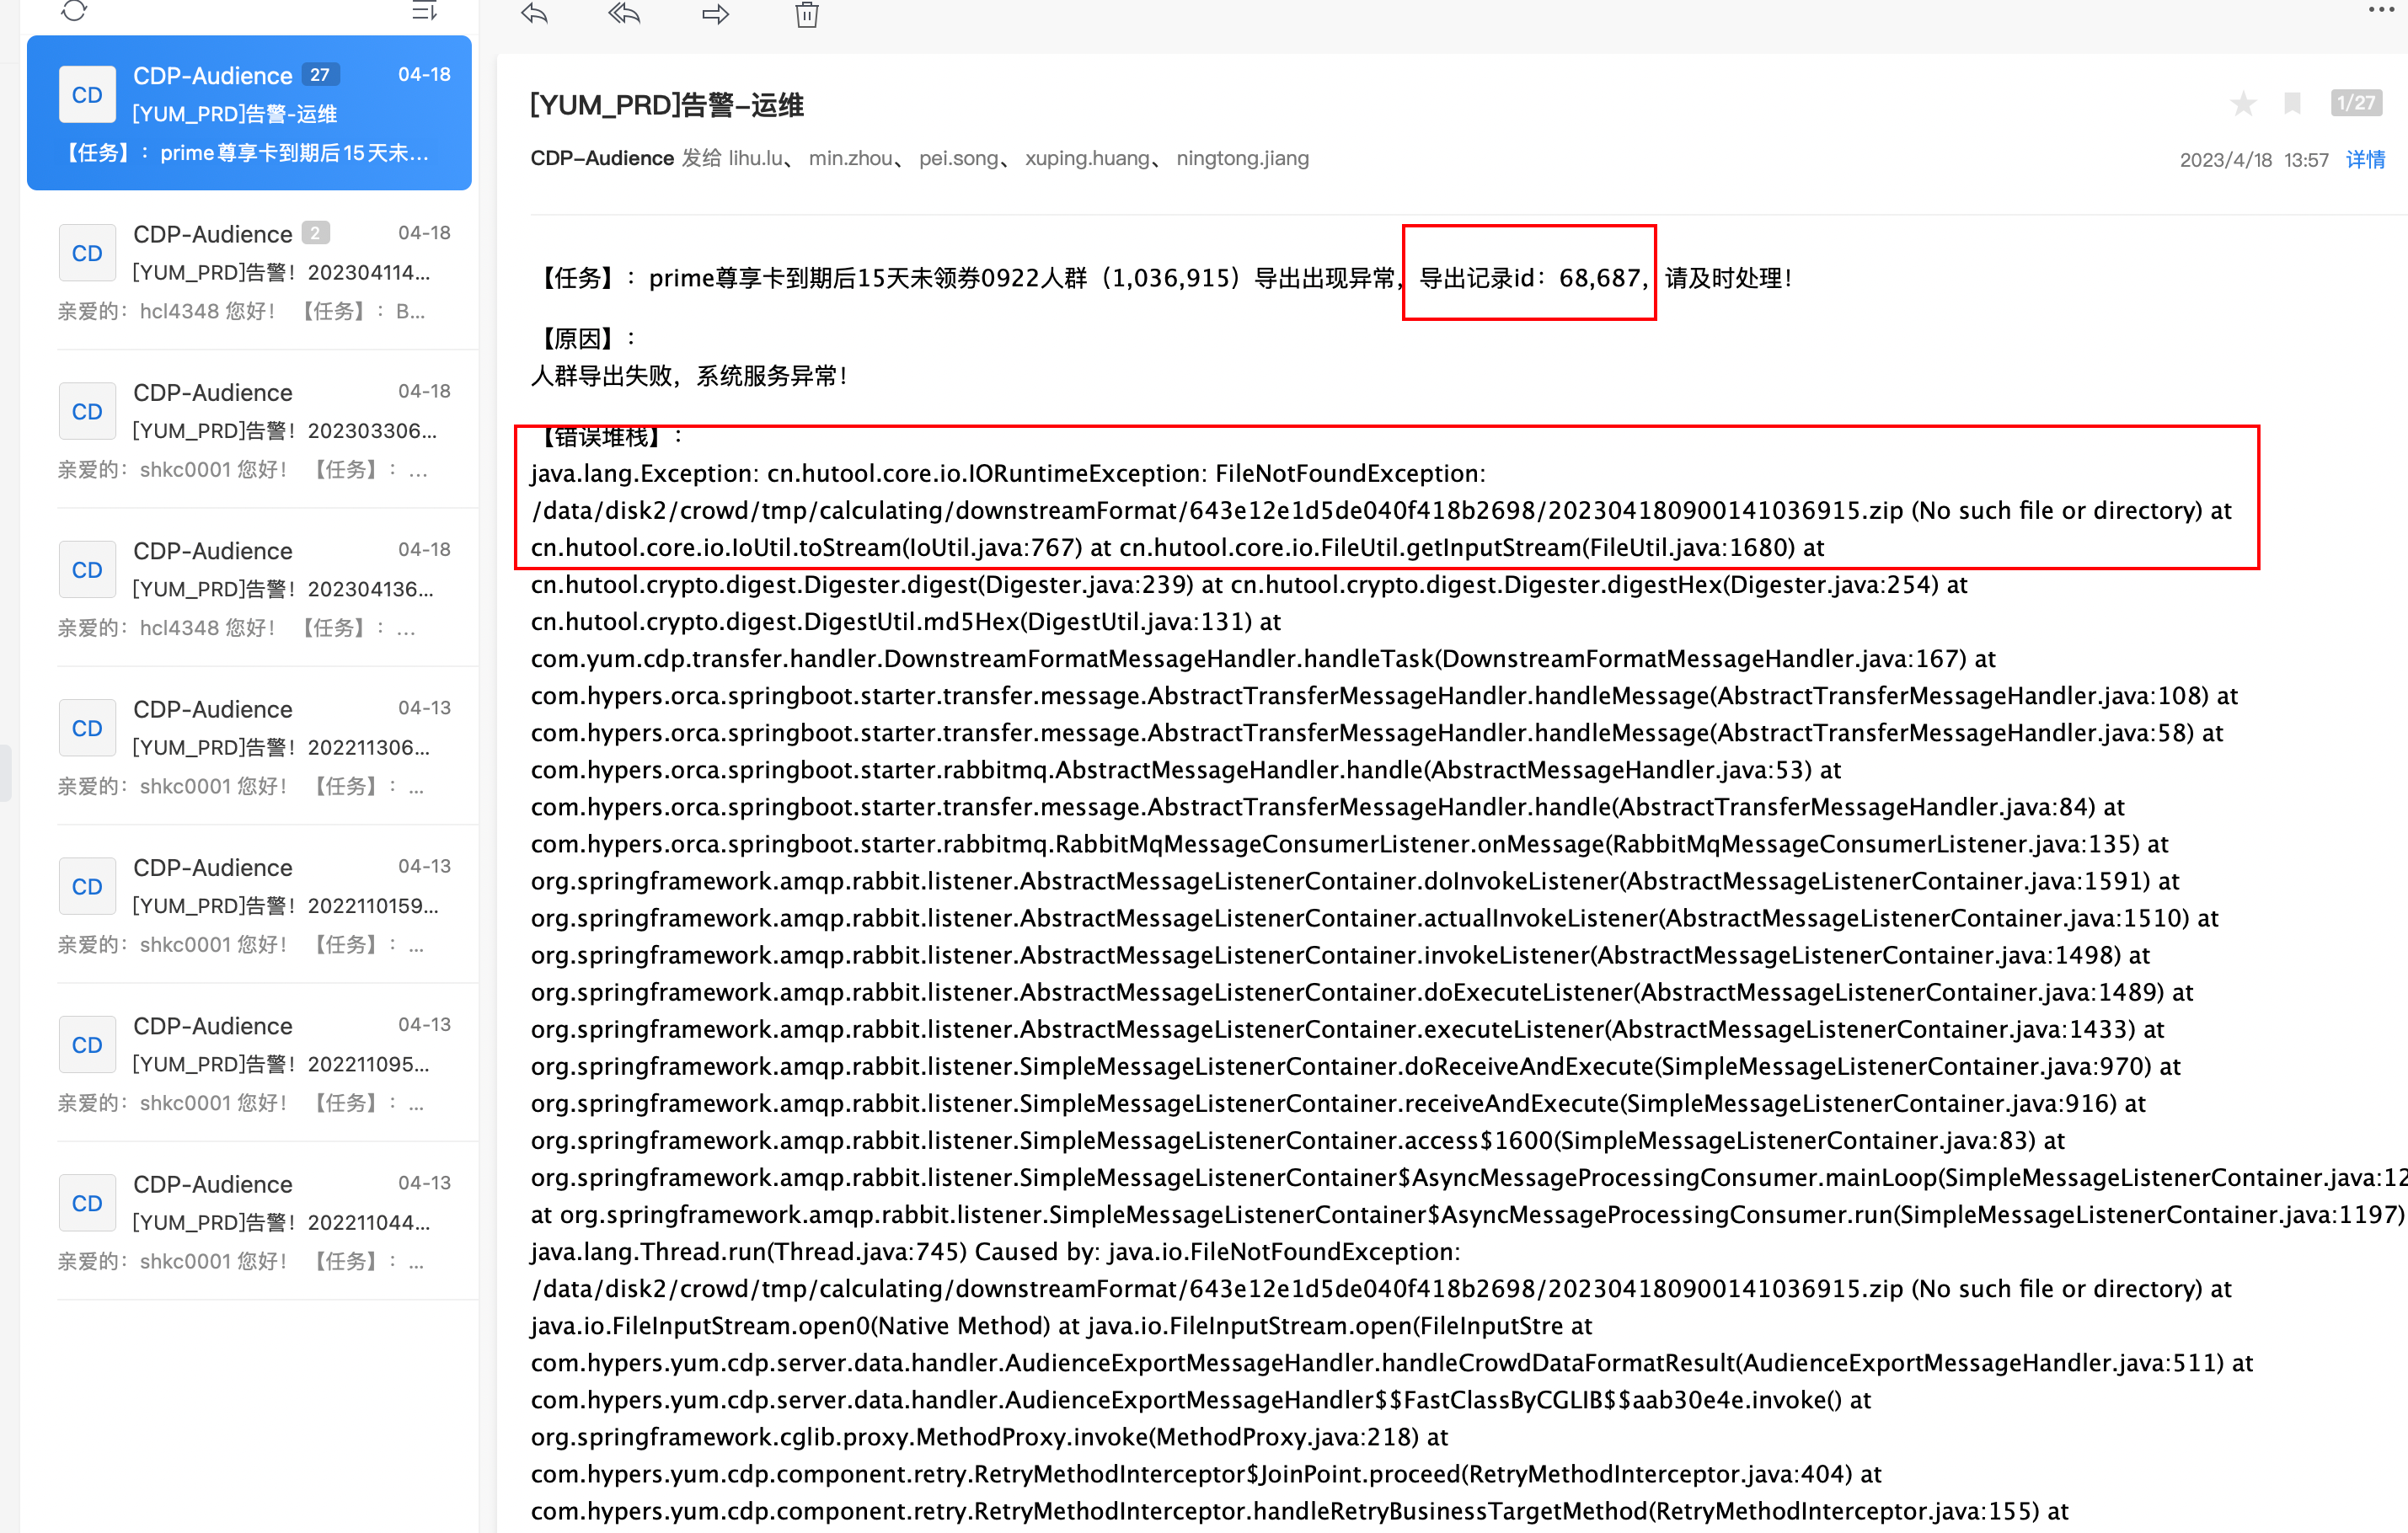 CD
CDP-Audience 27 04-18
[YUM_PRD]告警-运维
【任务】：prime尊享卡到期后15天未...
CD
CDP-Audience 2 04-18
[YUM_PRD]告警！202304114...
亲爱的：hcl4348 您好！ 【任务】：B...
CD
CDP-Audience 04-18
[YUM_PRD]告警！202303306...
亲爱的：shkc0001 您好！ 【任务】：...
CD
CDP-Audience 04-18
[YUM_PRD]告警！202304136...
亲爱的：hcl4348 您好！ 【任务】：...
CD
CDP-Audience 04-13
[YUM_PRD]告警！202211306...
亲爱的：shkc0001 您好！ 【任务】：...
CD
CDP-Audience 04-13
[YUM_PRD]告警！2022110159...
亲爱的：shkc0001 您好！ 【任务】：...
CD
CDP-Audience 04-13
[YUM_PRD]告警！202211095...
亲爱的：shkc0001 您好！ 【任务】：...
CD
CDP-Audience 04-13
[YUM_PRD]告警！202211044...
亲爱的：shkc0001 您好！ 【任务】：...
[YUM_PRD]告警-运维 1/27
CDP-Audience 发给 lihu.lu、 min.zhou、 pei.song、 xuping.huang、 ningtong.jiang 2023/4/18 13:57 详情
【任务】：prime尊享卡到期后15天未领券0922人群（1,036,915）导出出现异常，导出记录id：68,687，请及时处理！
【原因】：
人群导出失败，系统服务异常！
【错误堆栈】：
java.lang.Exception: cn.hutool.core.io.IORuntimeException: FileNotFoundException:
/data/disk2/crowd/tmp/calculating/downstreamFormat/643e12e1d5de040f418b2698/202304180900141036915.zip (No such file or directory) at
cn.hutool.core.io.IoUtil.toStream(IoUtil.java:767) at cn.hutool.core.io.FileUtil.getInputStream(FileUtil.java:1680) at
cn.hutool.crypto.digest.Digester.digest(Digester.java:239) at cn.hutool.crypto.digest.Digester.digestHex(Digester.java:254) at
cn.hutool.crypto.digest.DigestUtil.md5Hex(DigestUtil.java:131) at
com.yum.cdp.transfer.handler.DownstreamFormatMessageHandler.handleTask(DownstreamFormatMessageHandler.java:167) at
com.hypers.orca.springboot.starter.transfer.message.AbstractTransferMessageHandler.handleMessage(AbstractTransferMessageHandler.java:108) at
com.hypers.orca.springboot.starter.transfer.message.AbstractTransferMessageHandler.handleMessage(AbstractTransferMessageHandler.java:58) at
com.hypers.orca.springboot.starter.rabbitmq.AbstractMessageHandler.handle(AbstractMessageHandler.java:53) at
com.hypers.orca.springboot.starter.transfer.message.AbstractTransferMessageHandler.handle(AbstractTransferMessageHandler.java:84) at
com.hypers.orca.springboot.starter.rabbitmq.RabbitMqMessageConsumerListener.onMessage(RabbitMqMessageConsumerListener.java:135) at
org.springframework.amqp.rabbit.listener.AbstractMessageListenerContainer.doInvokeListener(AbstractMessageListenerContainer.java:1591) at
org.springframework.amqp.rabbit.listener.AbstractMessageListenerContainer.actualInvokeListener(AbstractMessageListenerContainer.java:1510) at
org.springframework.amqp.rabbit.listener.AbstractMessageListenerContainer.invokeListener(AbstractMessageListenerContainer.java:1498) at
org.springframework.amqp.rabbit.listener.AbstractMessageListenerContainer.doExecuteListener(AbstractMessageListenerContainer.java:1489) at
org.springframework.amqp.rabbit.listener.AbstractMessageListenerContainer.executeListener(AbstractMessageListenerContainer.java:1433) at
org.springframework.amqp.rabbit.listener.SimpleMessageListenerContainer.doReceiveAndExecute(SimpleMessageListenerContainer.java:970) at
org.springframework.amqp.rabbit.listener.SimpleMessageListenerContainer.receiveAndExecute(SimpleMessageListenerContainer.java:916) at
org.springframework.amqp.rabbit.listener.SimpleMessageListenerContainer.access$1600(SimpleMessageListenerContainer.java:83) at
org.springframework.amqp.rabbit.listener.SimpleMessageListenerContainer$AsyncMessageProcessingConsumer.mainLoop(SimpleMessageListenerContainer.java:12
at org.springframework.amqp.rabbit.listener.SimpleMessageListenerContainer$AsyncMessageProcessingConsumer.run(SimpleMessageListenerContainer.java:1197)
java.lang.Thread.run(Thread.java:745) Caused by: java.io.FileNotFoundException:
/data/disk2/crowd/tmp/calculating/downstreamFormat/643e12e1d5de040f418b2698/202304180900141036915.zip (No such file or directory) at
java.io.FileInputStream.open0(Native Method) at java.io.FileInputStream.open(FileInputStre at
com.hypers.yum.cdp.server.data.handler.AudienceExportMessageHandler.handleCrowdDataFormatResult(AudienceExportMessageHandler.java:511) at
com.hypers.yum.cdp.server.data.handler.AudienceExportMessageHandler$$FastClassByCGLIB$$aab30e4e.invoke() at
org.springframework.cglib.proxy.MethodProxy.invoke(MethodProxy.java:218) at
com.hypers.yum.cdp.component.retry.RetryMethodInterceptor$JoinPoint.proceed(RetryMethodInterceptor.java:404) at
com.hypers.yum.cdp.component.retry.RetryMethodInterceptor.handleRetryBusinessTargetMethod(RetryMethodInterceptor.java:155) at